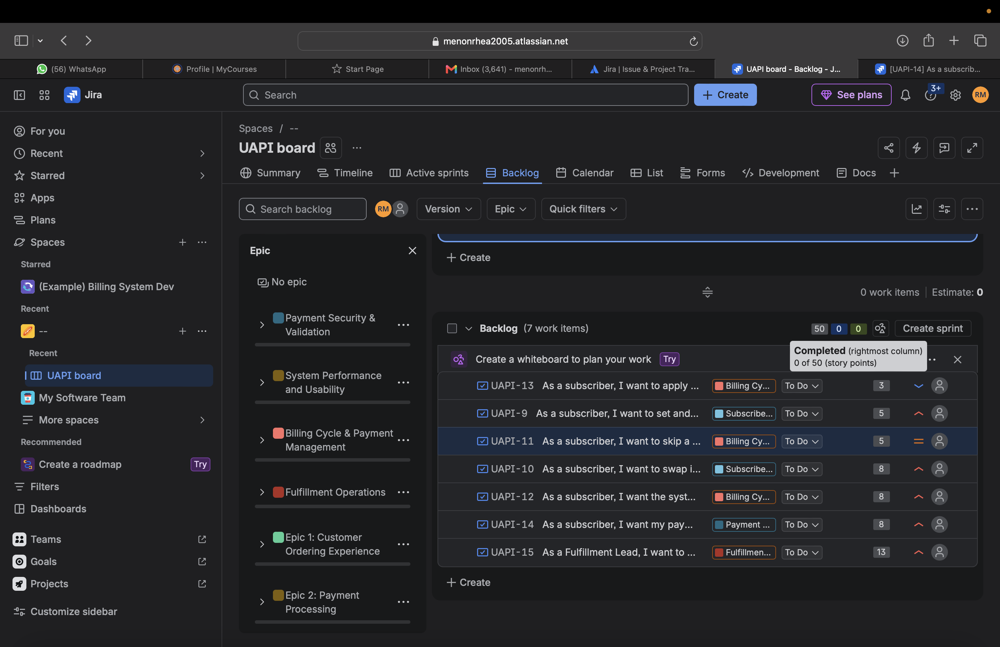 menonrhea2005.atlassian.net
(56) WhatsApp
Profile | MyCourses
Start Page
Inbox (3,641) - menonrh...
Jira | Issue & Project Tra...
UAPI board - Backlog - J...
[UAPI-14] As a subscrib...
Jira
Search
Create
See plans
3+
RM
For you
Recent
Starred
Apps
Plans
Spaces
Starred
(Example) Billing System Dev
Recent
--
Recent
UAPI board
My Software Team
More spaces
Recommended
Create a roadmap
Try
Filters
Dashboards
Teams
Goals
Projects
Customize sidebar
Spaces / --
UAPI board
Summary
Timeline
Active sprints
Backlog
Calendar
List
Forms
Development
Docs
Search backlog
RM
Version
Epic
Quick filters
Epic
No epic
Payment Security &
Validation
System Performance
and Usability
Billing Cycle & Payment
Management
Fulfillment Operations
Epic 1: Customer
Ordering Experience
Epic 2: Payment
Processing
Create
0 work items
Estimate: 0
Backlog (7 work items)
50 0 0
Create sprint
Create a whiteboard to plan your work Try
Completed (rightmost column)
0 of 50 (story points)
UAPI-13 As a subscriber, I want to apply ... Billing Cy... To Do 3
UAPI-9 As a subscriber, I want to set and... Subscribe... To Do 5
UAPI-11 As a subscriber, I want to skip a ... Billing Cy... To Do 5
UAPI-10 As a subscriber, I want to swap i... Subscribe... To Do 8
UAPI-12 As a subscriber, I want the syst... Billing Cy... To Do 8
UAPI-14 As a subscriber, I want my pay... Payment ... To Do 8
UAPI-15 As a Fulfillment Lead, I want to ... Fulfillmen... To Do 13
Create